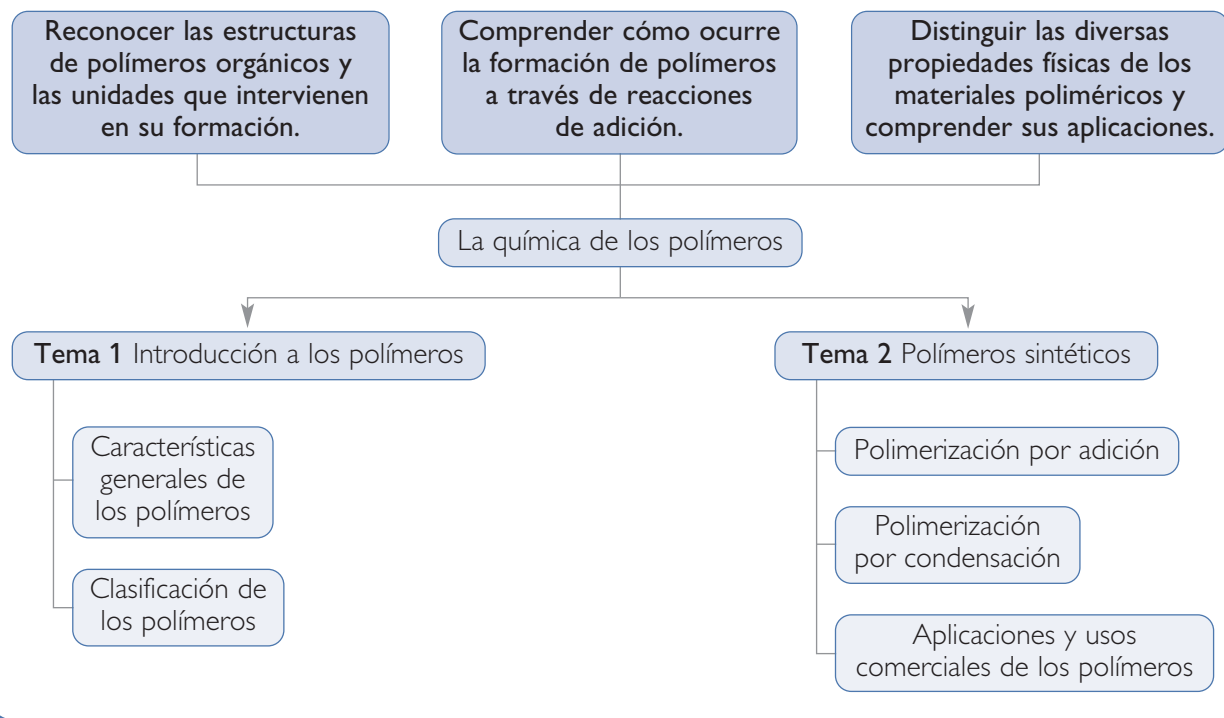 Reconocer las estructuras
de polímeros orgánicos y
las unidades que intervienen
en su formación.
Comprender cómo ocurre
la formación de polímeros
a través de reacciones
de adición.
Distinguir las diversas
propiedades físicas de los
materiales poliméricos y
comprender sus aplicaciones.
La química de los polímeros
Tema 1 Introducción a los polímeros
Características
generales de
los polímeros
Clasificación de
los polímeros
Tema 2 Polímeros sintéticos
Polimerización por adición
Polimerización
por condensación
Aplicaciones y usos
comerciales de los polímeros